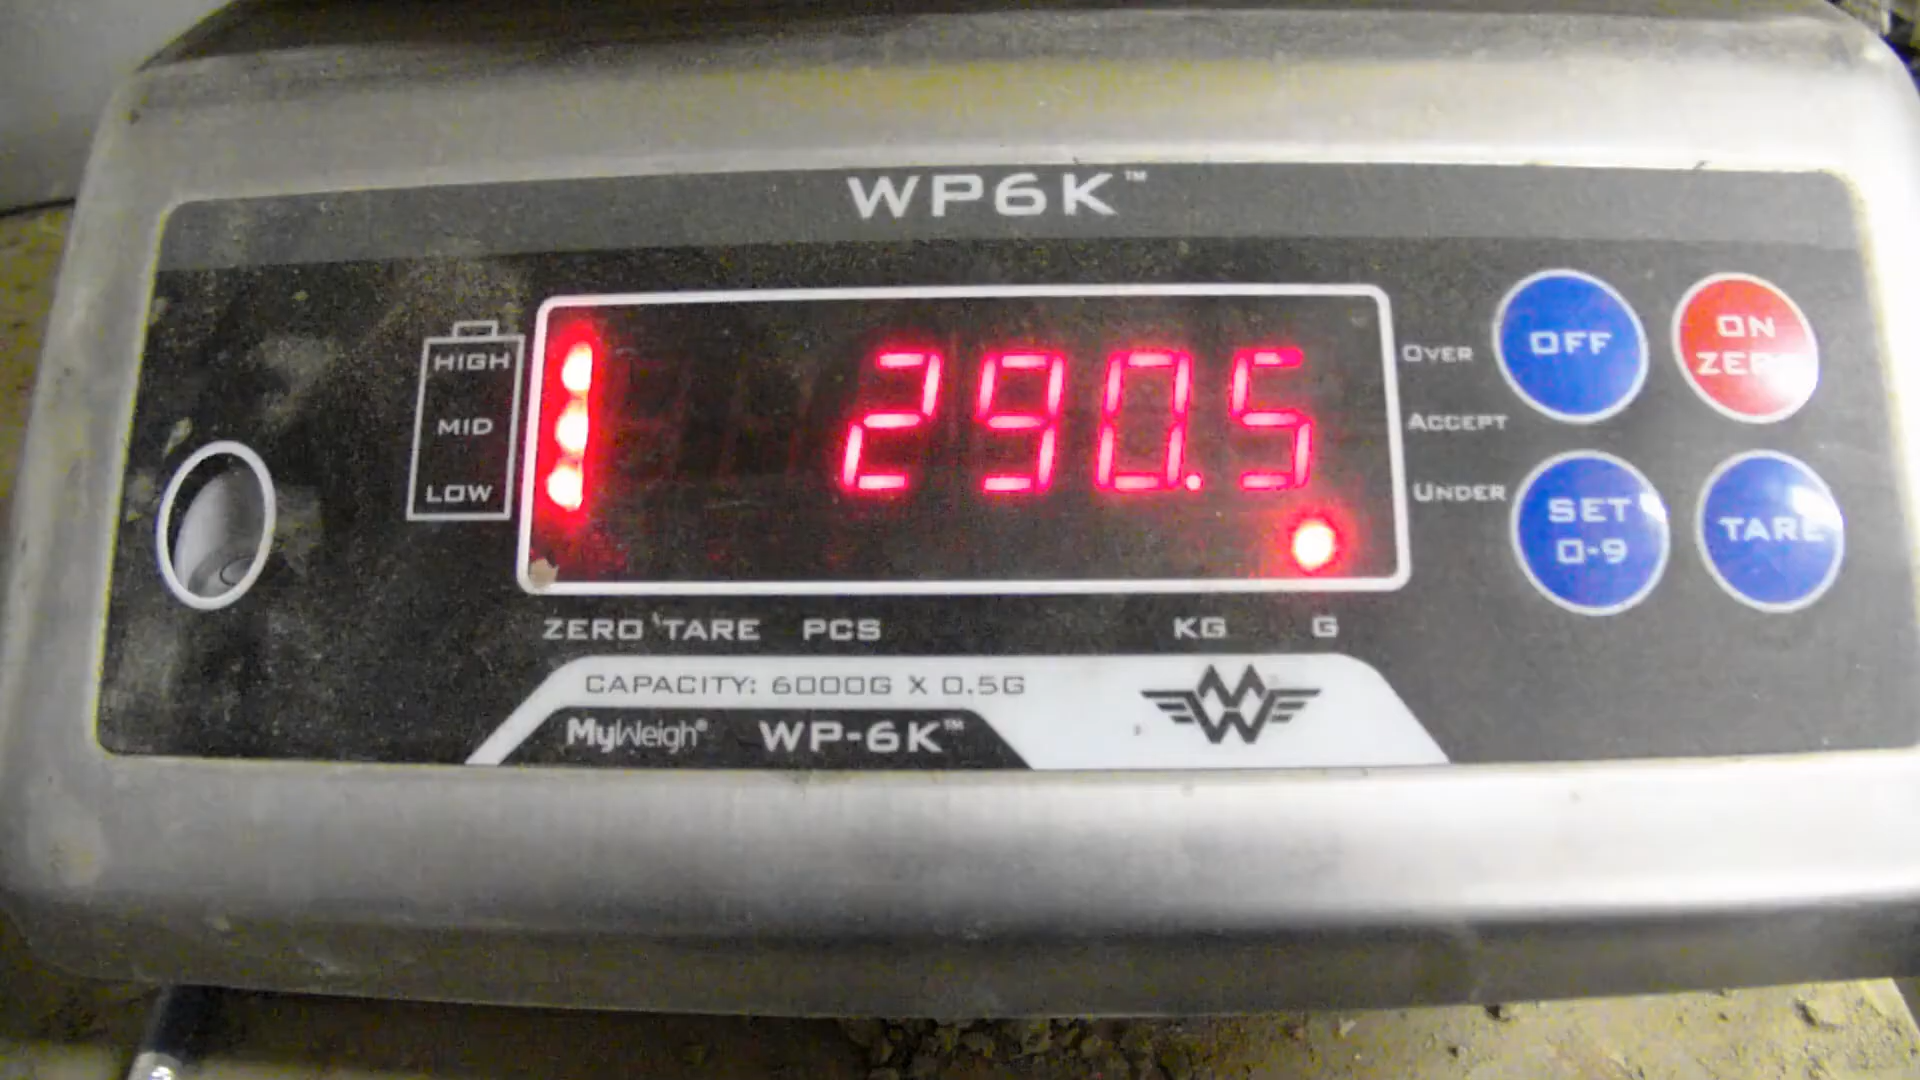 WP6K™
HIGH
MID
LOW
290.5
OVER
ACCEPT
UNDER
OFF
ON
ZERO
SET
0-9
TARE
ZERO TARE PCS KG G
CAPACITY: 6000G X 0.5G
MyWeigh® WP-6K™